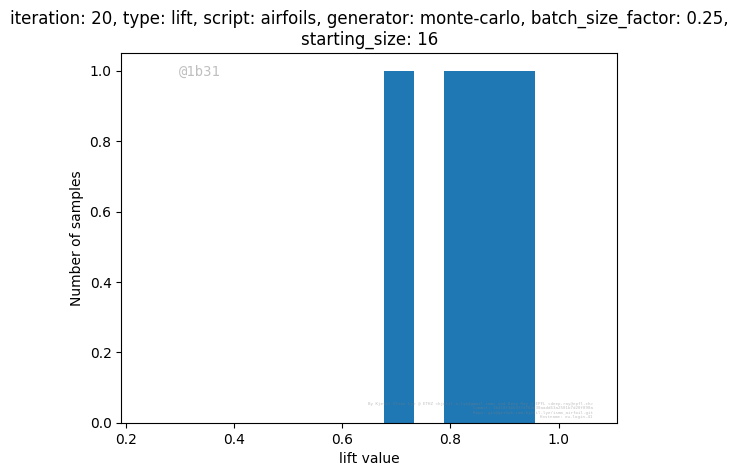 iteration: 20, type: lift, script: airfoils, generator: monte-carlo, batch_size_factor: 0.25,
starting_size: 16
@1b31
1.0
0.8
0.6
0.4
0.2
0.0
Number of samples
0.2 0.4 0.6 0.8 1.0
lift value